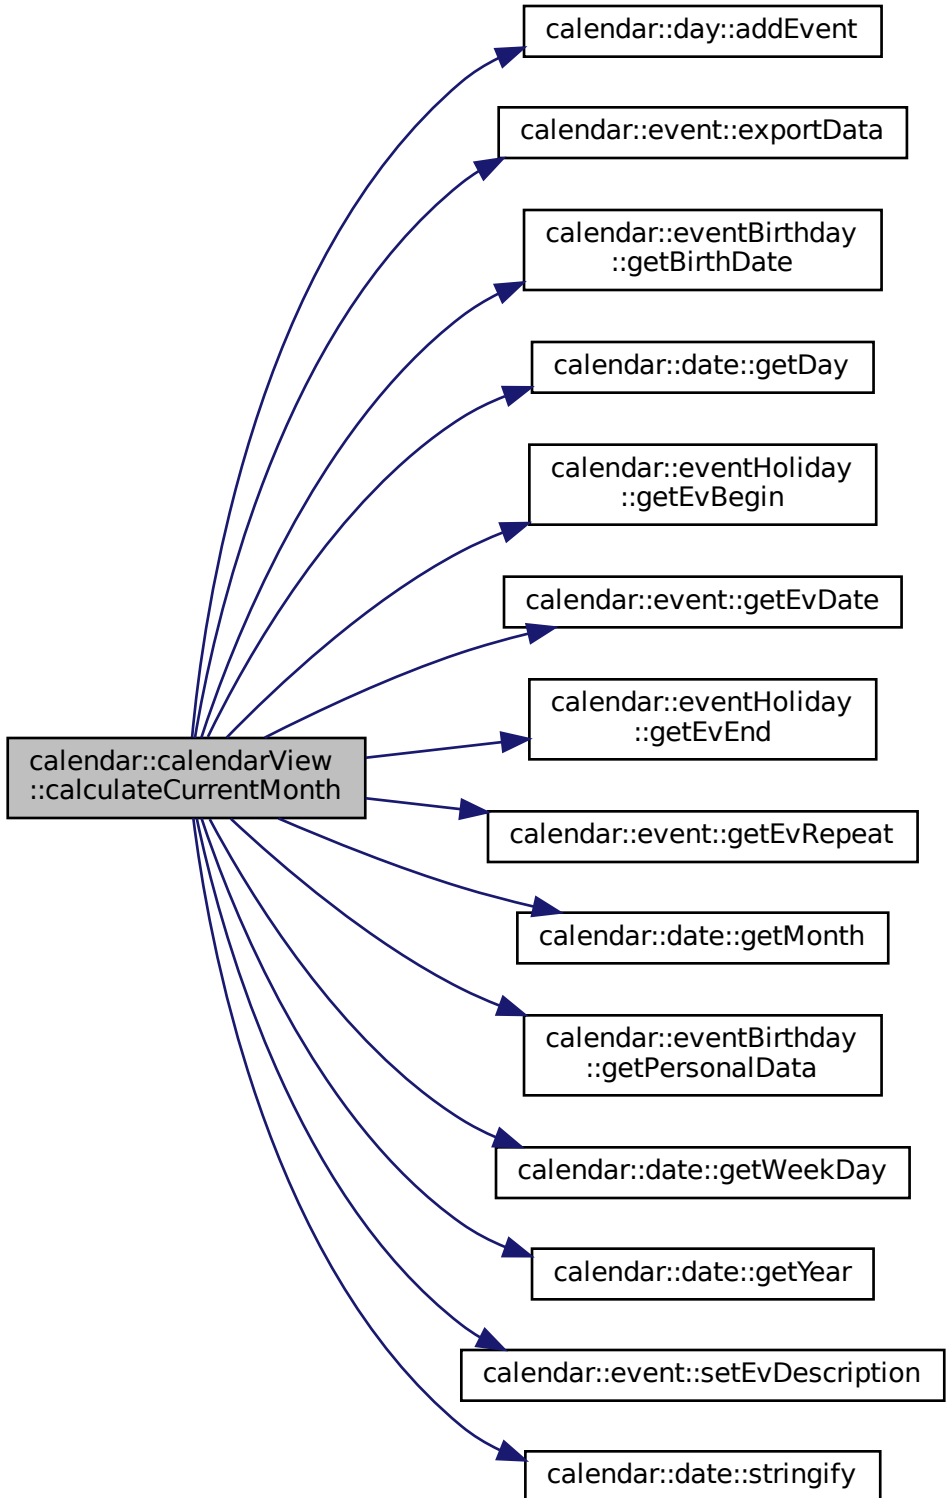 calendar::day::addEvent
calendar::event::exportData
calendar::eventBirthday
::getBirthDate
calendar::date::getDay
calendar::eventHoliday
::getEvBegin
calendar::event::getEvDate
calendar::eventHoliday
::getEvEnd
calendar::calendarView
::calculateCurrentMonth
calendar::event::getEvRepeat
calendar::date::getMonth
calendar::eventBirthday
::getPersonalData
calendar::date::getWeekDay
calendar::date::getYear
calendar::event::setEvDescription
calendar::date::stringify